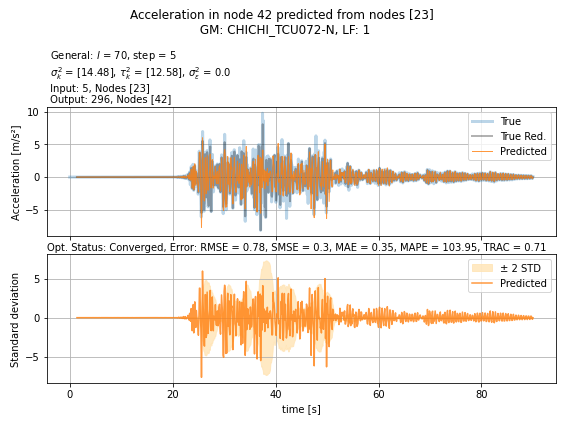 Acceleration in node 42 predicted from nodes [23]
GM: CHICHI_TCU072-N, LF: 1
General: l = 70, step = 5
σ²ₖ = [14.48], τ²ₖ = [12.58], σ²ε = 0.0
Input: 5, Nodes [23]
Output: 296, Nodes [42]
10
5
0
−5
Acceleration [m/s²]
True
True Red.
Predicted
Opt. Status: Converged, Error: RMSE = 0.78, SMSE = 0.3, MAE = 0.35, MAPE = 103.95, TRAC = 0.71
5
0
−5
Standard deviation
± 2 STD
Predicted
0 20 40 60 80
time [s]